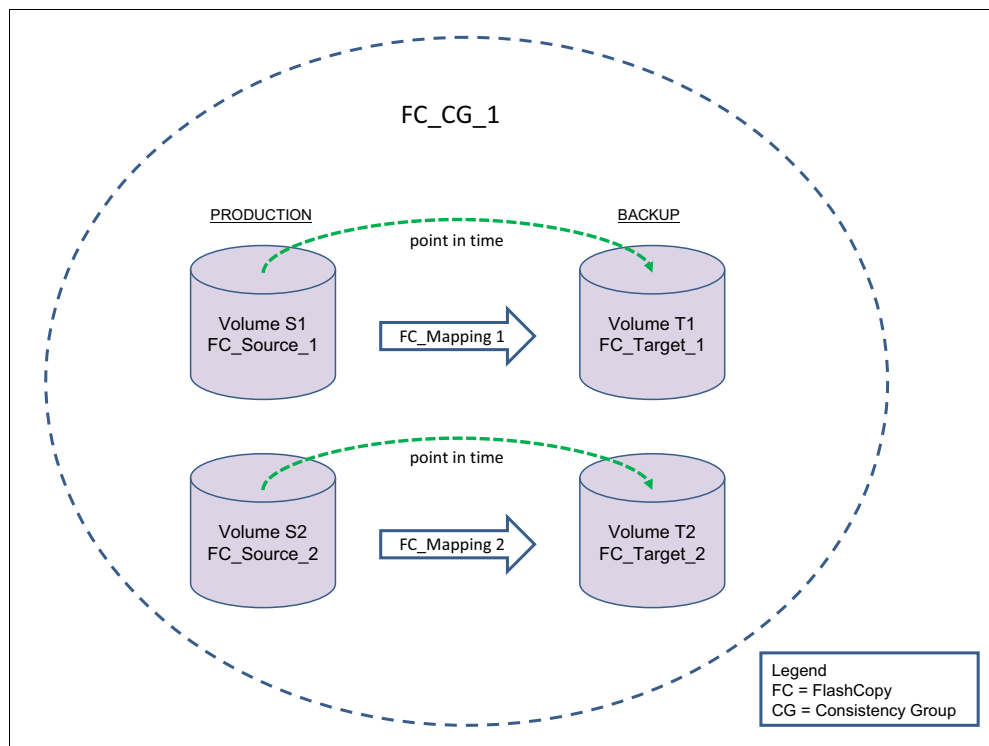 FC_CG_1
PRODUCTION
BACKUP
point in time
Volume S1
FC_Source_1
FC_Mapping 1
Volume T1
FC_Target_1
point in time
Volume S2
FC_Source_2
FC_Mapping 2
Volume T2
FC_Target_2
Legend
FC = FlashCopy
CG = Consistency Group